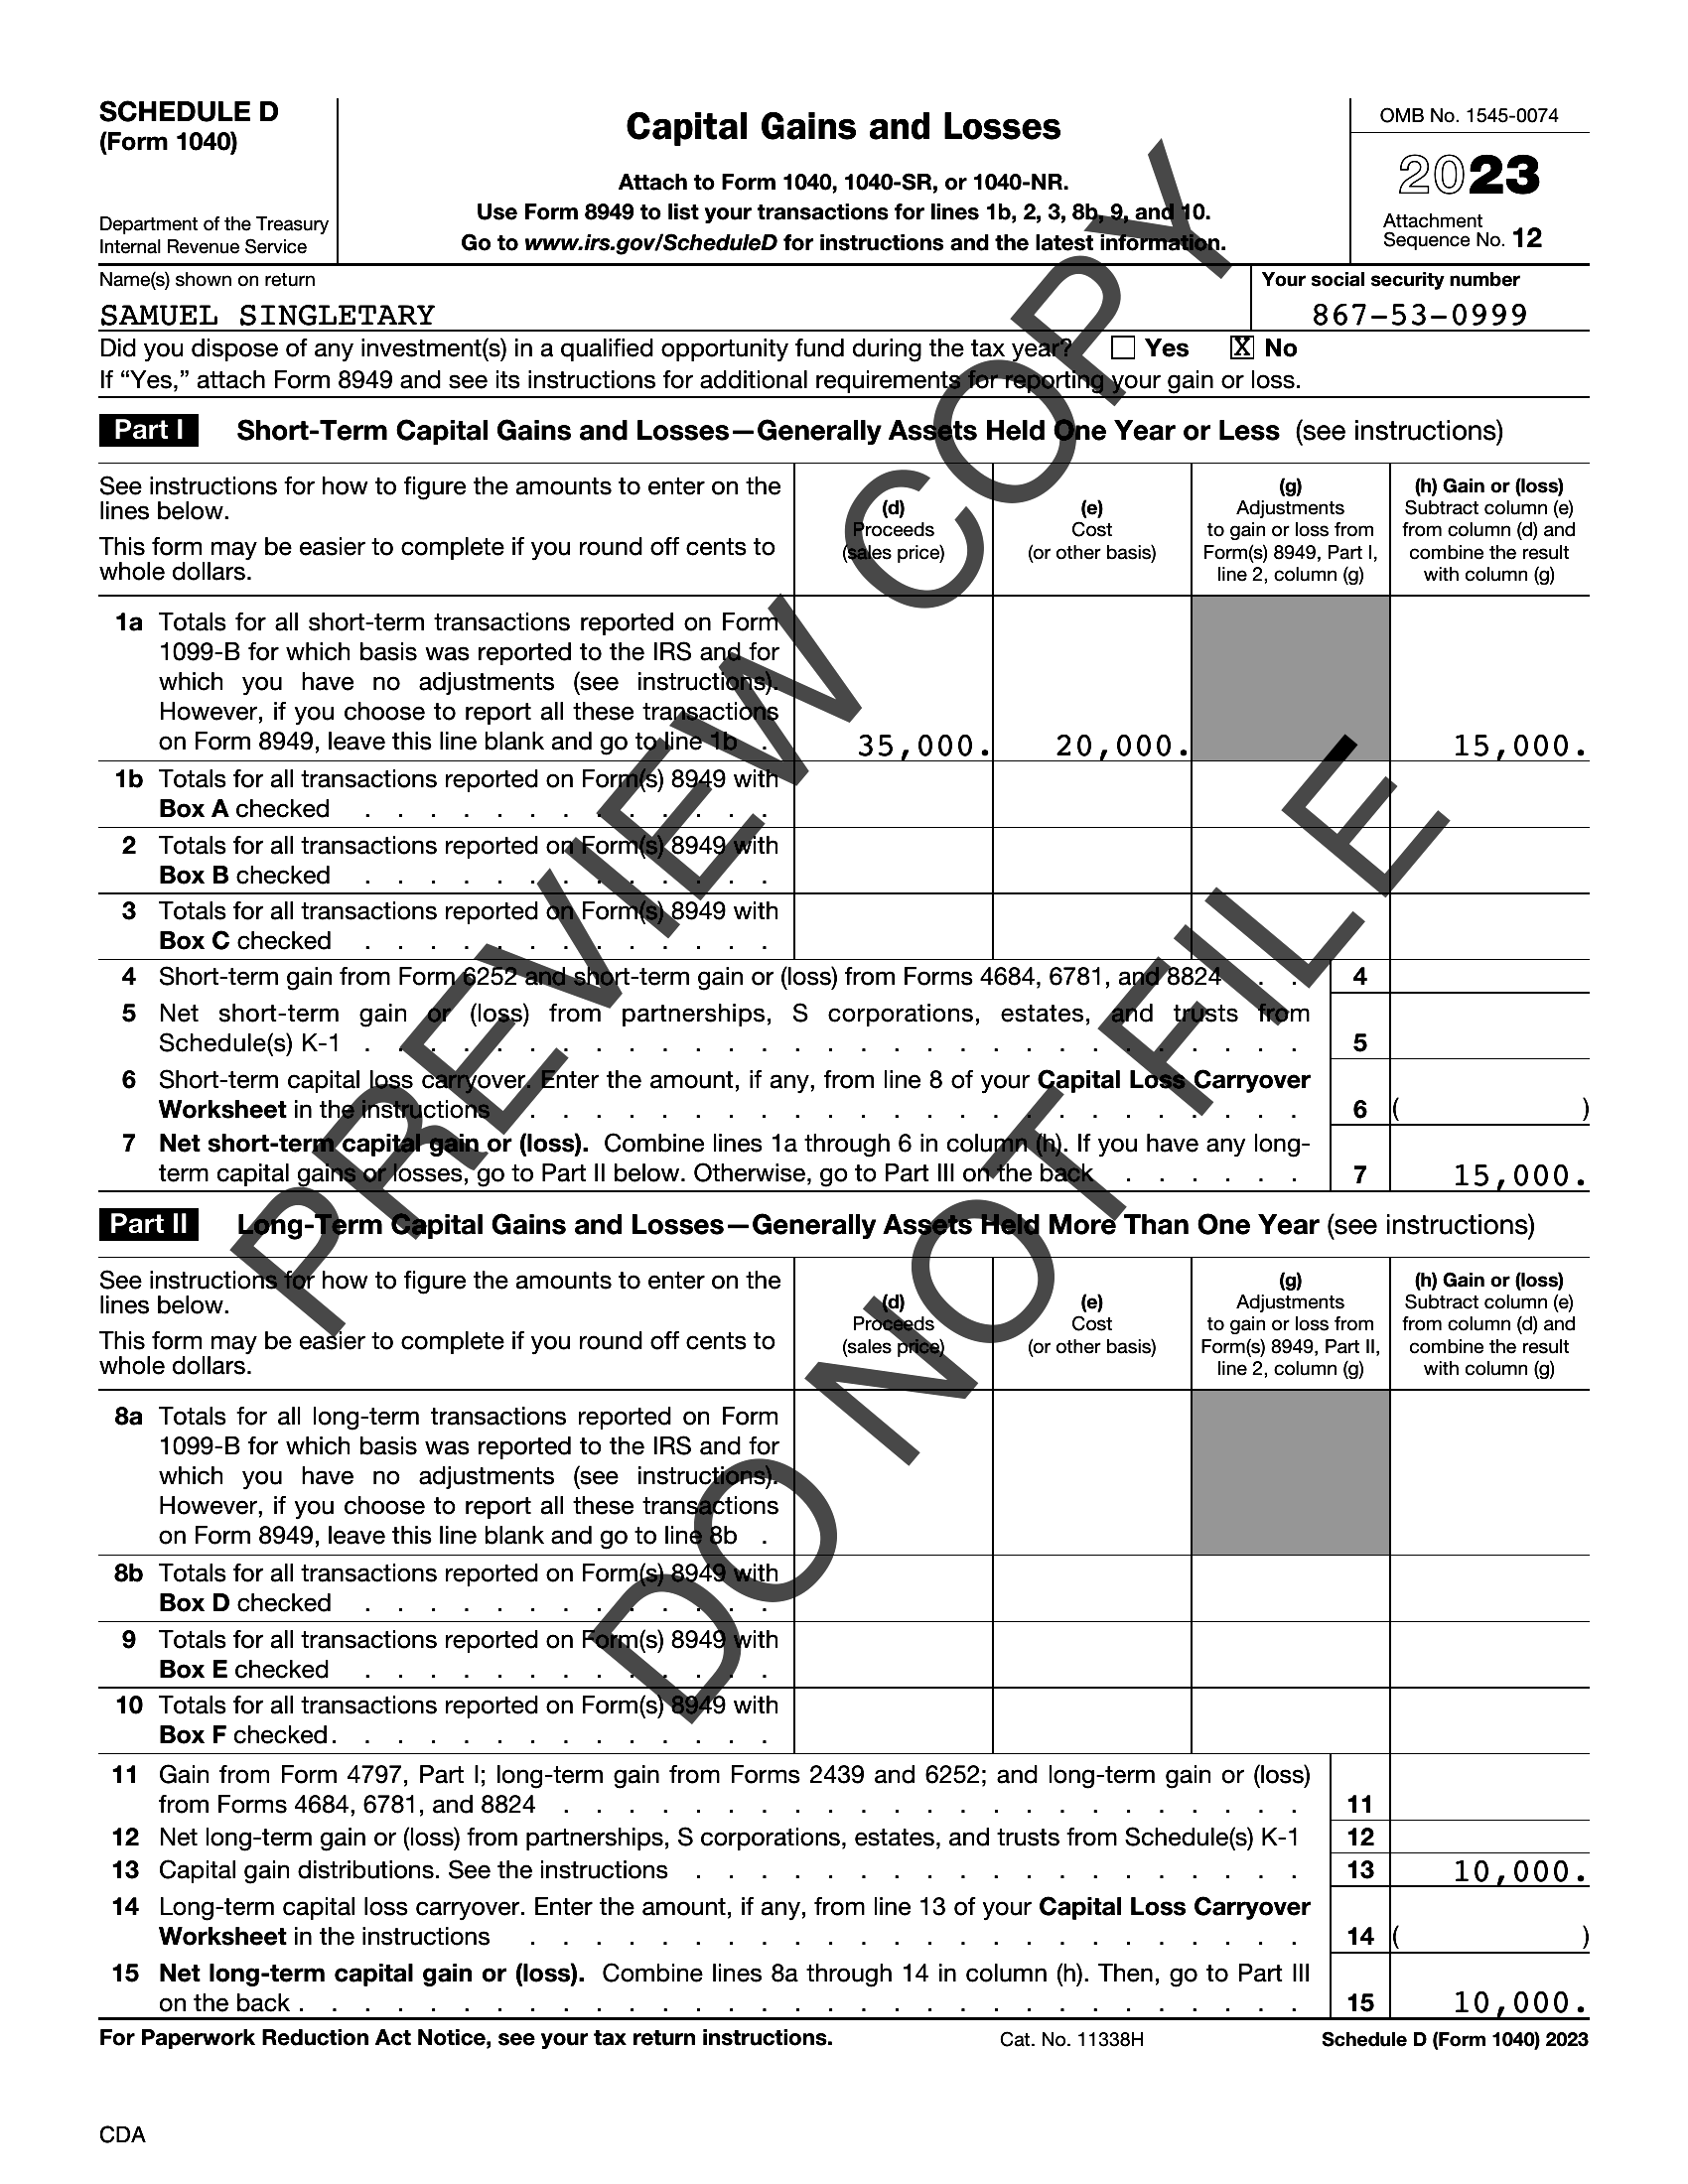 SCHEDULE D
(Form 1040)
Department of the Treasury
Internal Revenue Service
Capital Gains and Losses
Attach to Form 1040, 1040-SR, or 1040-NR.
Use Form 8949 to list your transactions for lines 1b, 2, 3, 8b, 9, and 10.
Go to www.irs.gov/ScheduleD for instructions and the latest information.
OMB No. 1545-0074
2023
Attachment
Sequence No. 12
Name(s) shown on return
SAMUEL SINGLETARY
Your social security number
867-53-0999
Did you dispose of any investment(s) in a qualified opportunity fund during the tax year? Yes X No
If “Yes,” attach Form 8949 and see its instructions for additional requirements for reporting your gain or loss.
Part I Short-Term Capital Gains and Losses—Generally Assets Held One Year or Less (see instructions)
See instructions for how to figure the amounts to enter on the
lines below.
This form may be easier to complete if you round off cents to
whole dollars.
(d)
Proceeds
(sales price)
(e)
Cost
(or other basis)
(g)
Adjustments
to gain or loss from
Form(s) 8949, Part I,
line 2, column (g)
(h) Gain or (loss)
Subtract column (e)
from column (d) and
combine the result
with column (g)
1a Totals for all short-term transactions reported on Form
1099-B for which basis was reported to the IRS and for
which you have no adjustments (see instructions).
However, if you choose to report all these transactions
on Form 8949, leave this line blank and go to line 1b . 35,000. 20,000. 15,000.
1b Totals for all transactions reported on Form(s) 8949 with
Box A checked . . . . . . . . . . . . .
2 Totals for all transactions reported on Form(s) 8949 with
Box B checked . . . . . . . . . . . . .
3 Totals for all transactions reported on Form(s) 8949 with
Box C checked . . . . . . . . . . . . .
4 Short-term gain from Form 6252 and short-term gain or (loss) from Forms 4684, 6781, and 8824 . . 4
5 Net short-term gain or (loss) from partnerships, S corporations, estates, and trusts from
Schedule(s) K-1 . . . . . . . . . . . . . . . . . . . . . . . . . . . . . 5
6 Short-term capital loss carryover. Enter the amount, if any, from line 8 of your Capital Loss Carryover
Worksheet in the instructions . . . . . . . . . . . . . . . . . . . . . . . . 6 ( )
7 Net short-term capital gain or (loss). Combine lines 1a through 6 in column (h). If you have any long-
term capital gains or losses, go to Part II below. Otherwise, go to Part III on the back . . . . . . 7 15,000.
Part II Long-Term Capital Gains and Losses—Generally Assets Held More Than One Year (see instructions)
See instructions for how to figure the amounts to enter on the
lines below.
This form may be easier to complete if you round off cents to
whole dollars.
(d)
Proceeds
(sales price)
(e)
Cost
(or other basis)
(g)
Adjustments
to gain or loss from
Form(s) 8949, Part II,
line 2, column (g)
(h) Gain or (loss)
Subtract column (e)
from column (d) and
combine the result
with column (g)
8a Totals for all long-term transactions reported on Form
1099-B for which basis was reported to the IRS and for
which you have no adjustments (see instructions).
However, if you choose to report all these transactions
on Form 8949, leave this line blank and go to line 8b .
8b Totals for all transactions reported on Form(s) 8949 with
Box D checked . . . . . . . . . . . . .
9 Totals for all transactions reported on Form(s) 8949 with
Box E checked . . . . . . . . . . . . .
10 Totals for all transactions reported on Form(s) 8949 with
Box F checked. . . . . . . . . . . . . .
11 Gain from Form 4797, Part I; long-term gain from Forms 2439 and 6252; and long-term gain or (loss)
from Forms 4684, 6781, and 8824 . . . . . . . . . . . . . . . . . . . . . . . 11
12 Net long-term gain or (loss) from partnerships, S corporations, estates, and trusts from Schedule(s) K-1 12
13 Capital gain distributions. See the instructions . . . . . . . . . . . . . . . . . . . 13 10,000.
14 Long-term capital loss carryover. Enter the amount, if any, from line 13 of your Capital Loss Carryover
Worksheet in the instructions . . . . . . . . . . . . . . . . . . . . . . . . 14 ( )
15 Net long-term capital gain or (loss). Combine lines 8a through 14 in column (h). Then, go to Part III
on the back . . . . . . . . . . . . . . . . . . . . . . . . . . . . . . . 15 10,000.
For Paperwork Reduction Act Notice, see your tax return instructions. Cat. No. 11338H Schedule D (Form 1040) 2023
CDA
PREVIEW COPY
DO NOT FILE